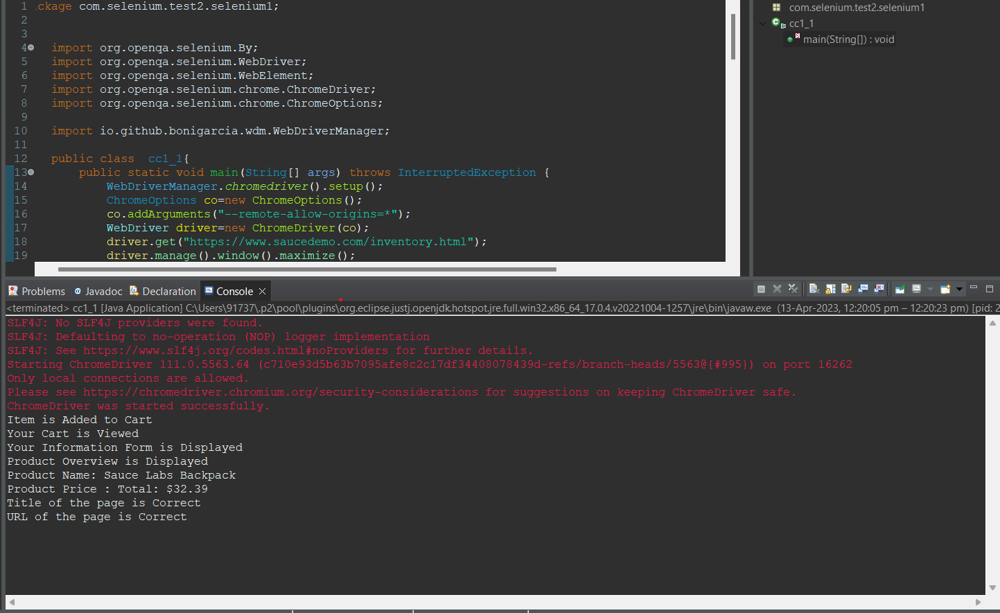 1 .ckage com.selenium.test2.selenium1;
2
3
4 import org.openqa.selenium.By;
5 import org.openqa.selenium.WebDriver;
6 import org.openqa.selenium.WebElement;
7 import org.openqa.selenium.chrome.ChromeDriver;
8 import org.openqa.selenium.chrome.ChromeOptions;
9
10 import io.github.bonigarcia.wdm.WebDriverManager;
11
12 public class  cc1_1{
13 public static void main(String[] args) throws InterruptedException {
14 WebDriverManager.chromedriver().setup();
15 ChromeOptions co=new ChromeOptions();
16 co.addArguments("--remote-allow-origins=*");
17 WebDriver driver=new ChromeDriver(co);
18 driver.get("https://www.saucedemo.com/inventory.html");
19 driver.manage().window().maximize();
com.selenium.test2.selenium1
cc1_1
main(String[]) : void
Problems @ Javadoc Declaration Console
<terminated> cc1_1 [Java Application] C:\Users\91737\.p2\pool\plugins\org.eclipse.justj.openjdk.hotspot.jre.full.win32.x86_64_17.0.4.v20221004-1257\jre\bin\javaw.exe (13-Apr-2023, 12:20:05 pm – 12:20:23 pm) [pid: 2
SLF4J: No SLF4J providers were found.
SLF4J: Defaulting to no-operation (NOP) logger implementation
SLF4J: See https://www.slf4j.org/codes.html#noProviders for further details.
Starting ChromeDriver 111.0.5563.64 (c710e93d5b63b7095afe8c2c17df34408078439d-refs/branch-heads/5563@{#995}) on port 16262
Only local connections are allowed.
Please see https://chromedriver.chromium.org/security-considerations for suggestions on keeping ChromeDriver safe.
ChromeDriver was started successfully.
Item is Added to Cart
Your Cart is Viewed
Your Information Form is Displayed
Product Overview is Displayed
Product Name: Sauce Labs Backpack
Product Price : Total: $32.39
Title of the page is Correct
URL of the page is Correct